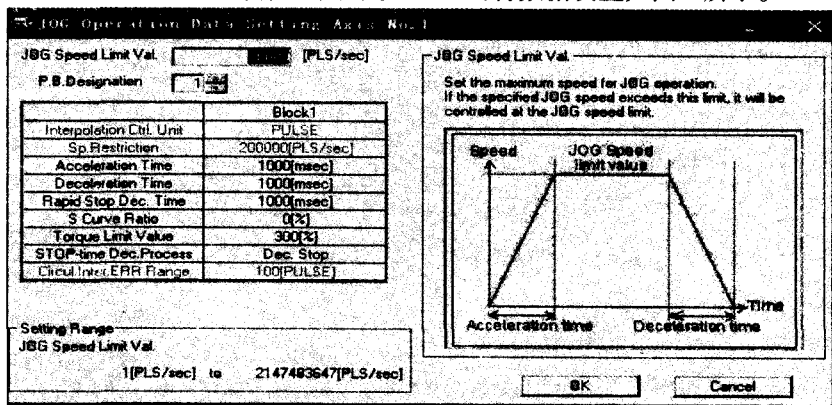 JOG Operation Data Setting Axis No.1
JOG Speed Limit Val. [PLS/sec]
P.B.Designation 1
Block1
Interpolation Ctrl. Unit PULSE
Sp.Restriction 200000[PLS/sec]
Acceleration Time 1000[msec]
Deceleration Time 1000[msec]
Rapid Stop Dec. Time 1000[msec]
S Curve Ratio 0[%]
Torque Limit Value 300[%]
STOP-time Dec.Process Dec. Stop
Circul.Inter.ERR Range 100[PULSE]
Setting Range
JOG Speed Limit Val.
1[PLS/sec] to 2147483647[PLS/sec]
JOG Speed Limit Val.
Set the maximum speed for JOG operation.
If the specified JOG speed exceeds this limit, it will be
controlled at the JOG speed limit.
Speed
JOG Speed
limit value
Time
Acceleration time Deceleration time
OK Cancel